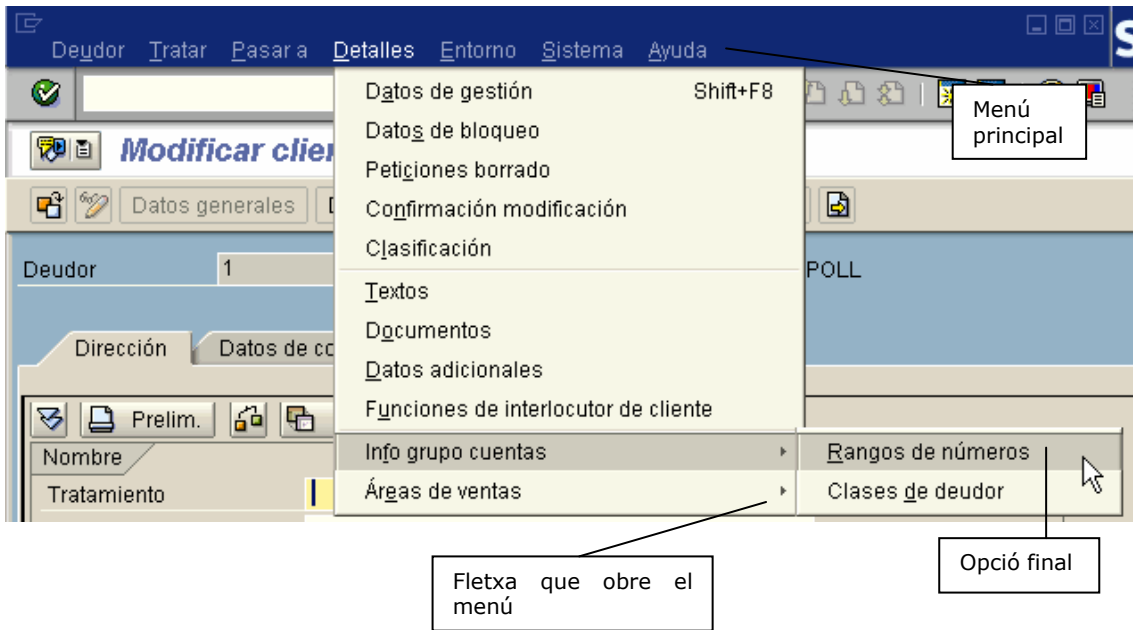 S
Deudor Tratar Pasar a Detalles Entorno Sistema Ayuda
Datos de gestión Shift+F8
Menú
principal
Datos de bloqueo
Modificar clie
Peticiones borrado
Datos generales
Confirmación modificación
Clasificación
Deudor 1 POLL
Textos
Documentos
Dirección Datos de co
Datos adicionales
Funciones de interlocutor de cliente
Prelim.
Nombre
Info grupo cuentas Rangos de números
Tratamiento
Áreas de ventas Clases de deudor
Opció final
Fletxa que obre el
menú